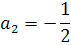 a₂ = −1/2